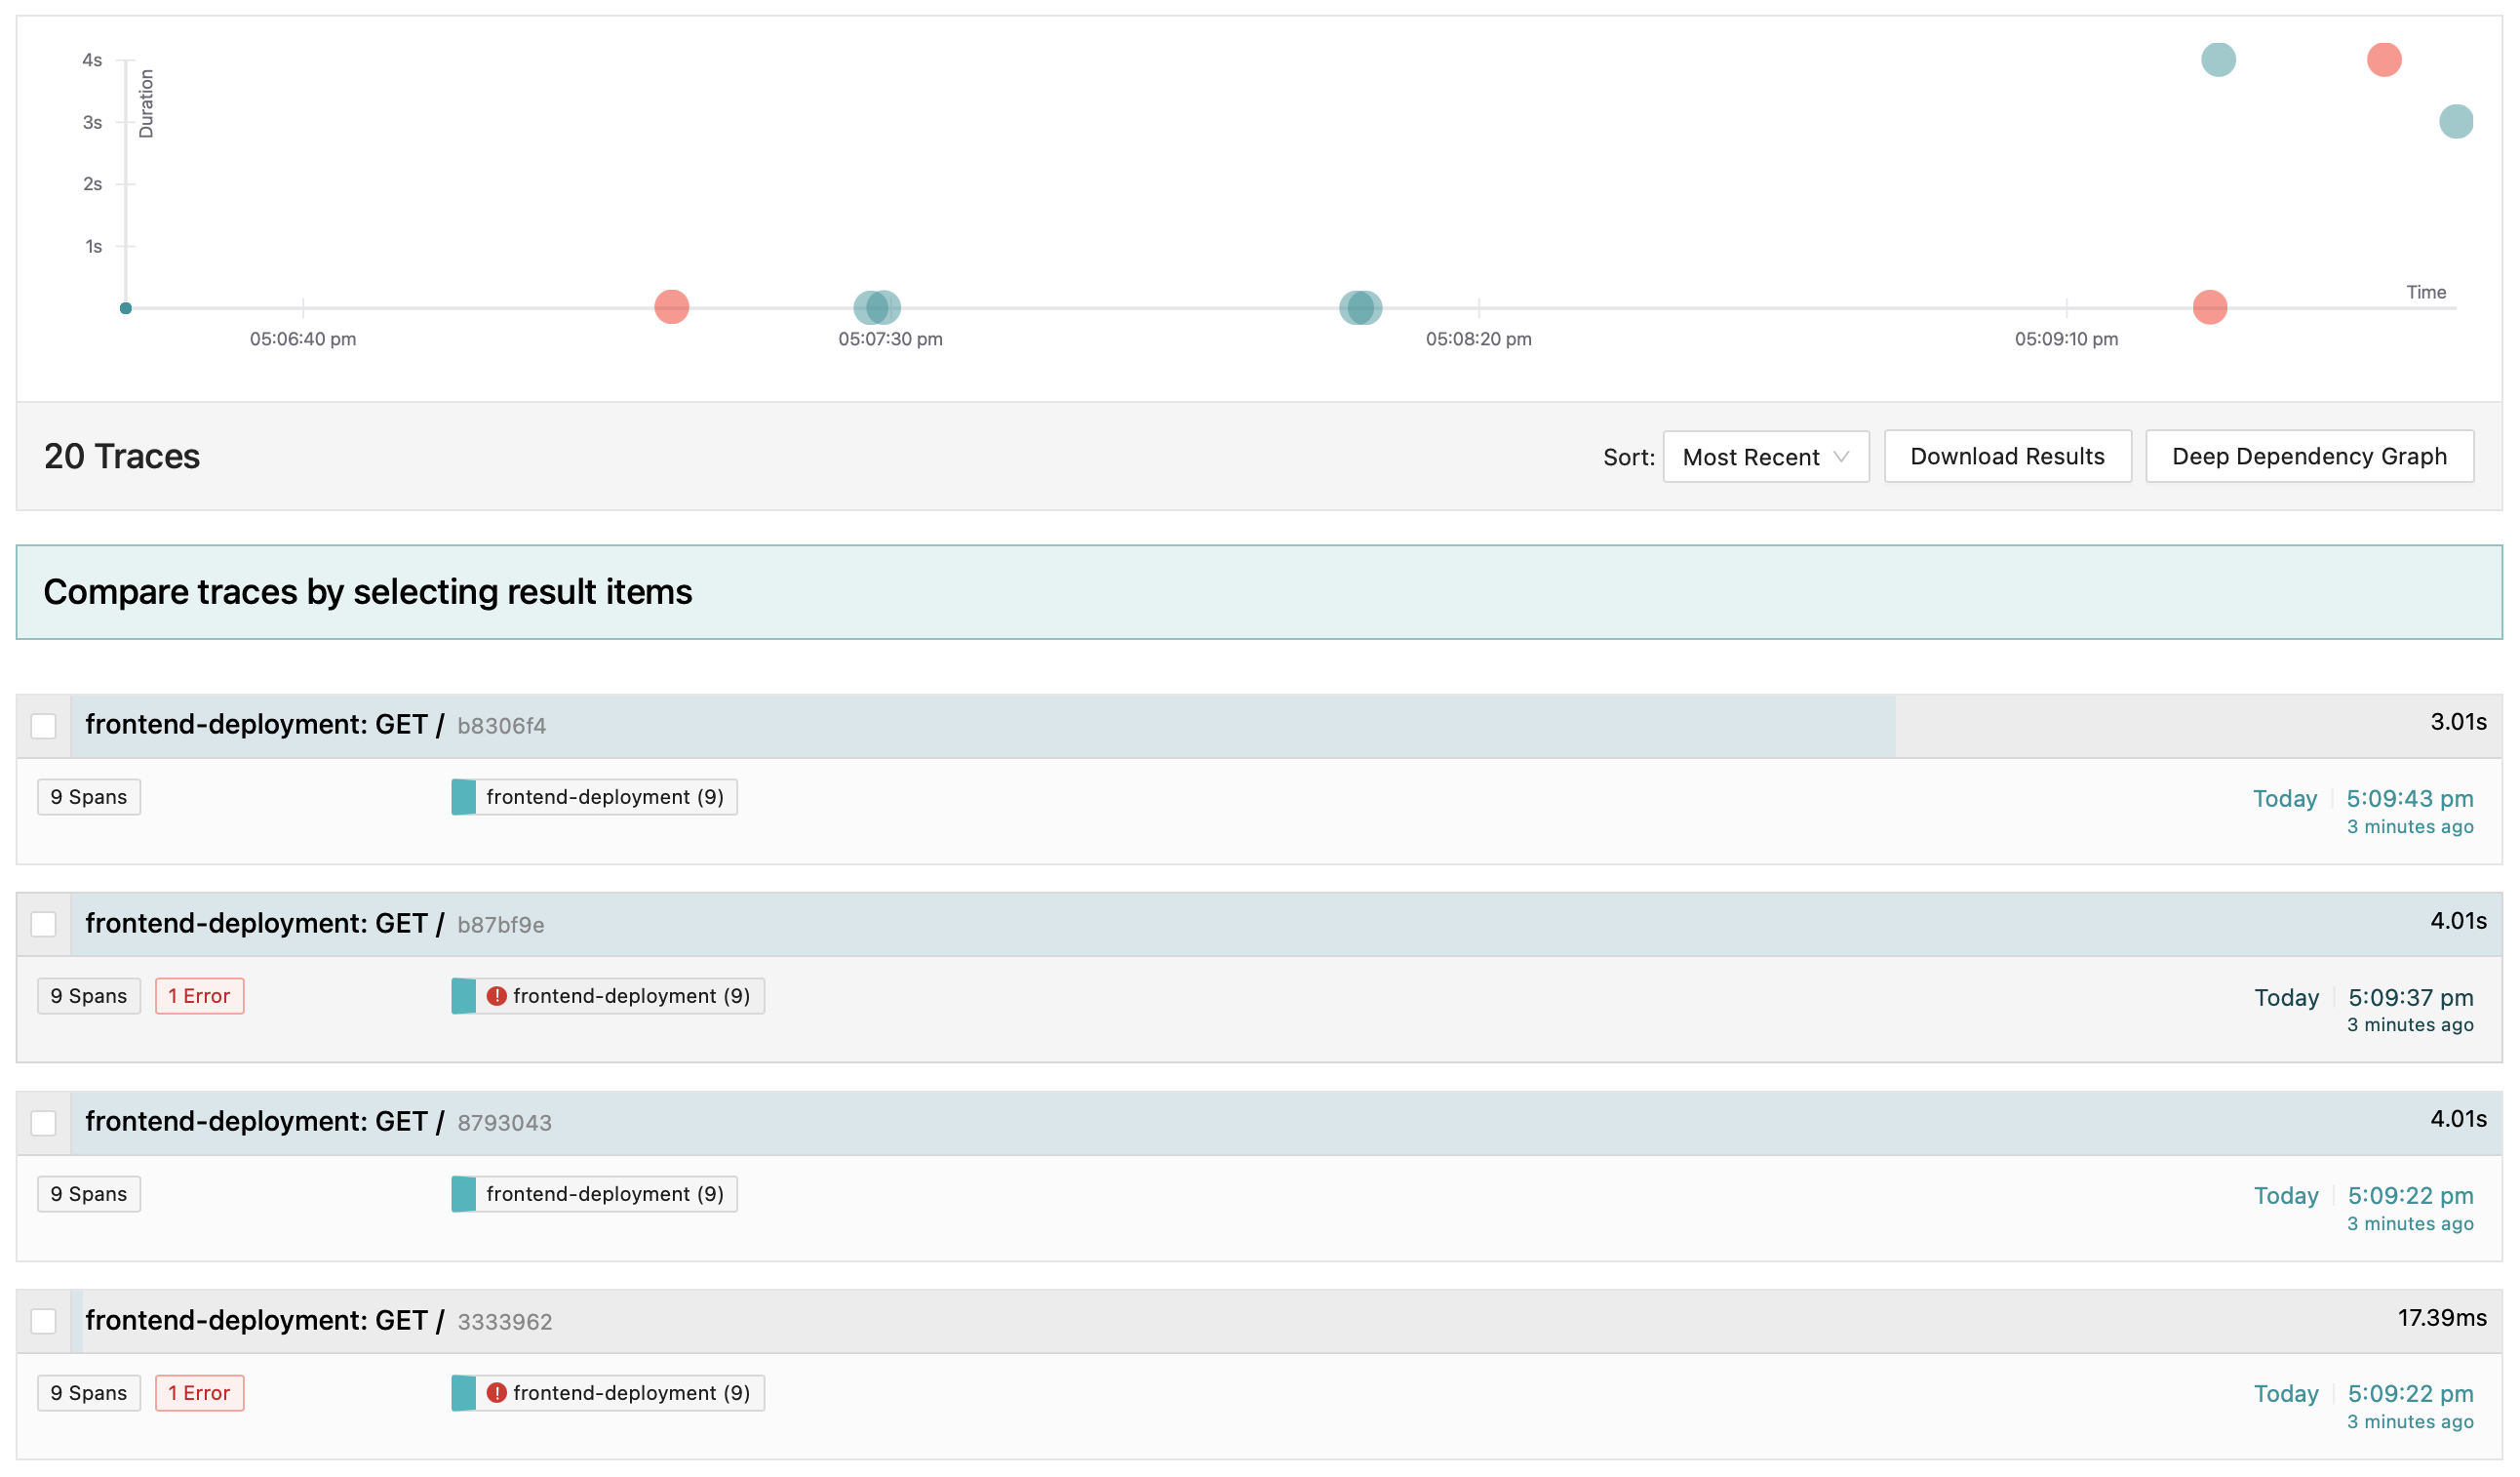 4s
3s
2s
1s
Duration
Time
05:06:40 pm
05:07:30 pm
05:08:20 pm
05:09:10 pm
20 Traces
Sort: Most Recent
Download Results
Deep Dependency Graph
Compare traces by selecting result items
frontend-deployment: GET / b8306f4 3.01s
9 Spans frontend-deployment (9) Today 5:09:43 pm
3 minutes ago
frontend-deployment: GET / b87bf9e 4.01s
9 Spans 1 Error frontend-deployment (9) Today 5:09:37 pm
3 minutes ago
frontend-deployment: GET / 8793043 4.01s
9 Spans frontend-deployment (9) Today 5:09:22 pm
3 minutes ago
frontend-deployment: GET / 3333962 17.39ms
9 Spans 1 Error frontend-deployment (9) Today 5:09:22 pm
3 minutes ago